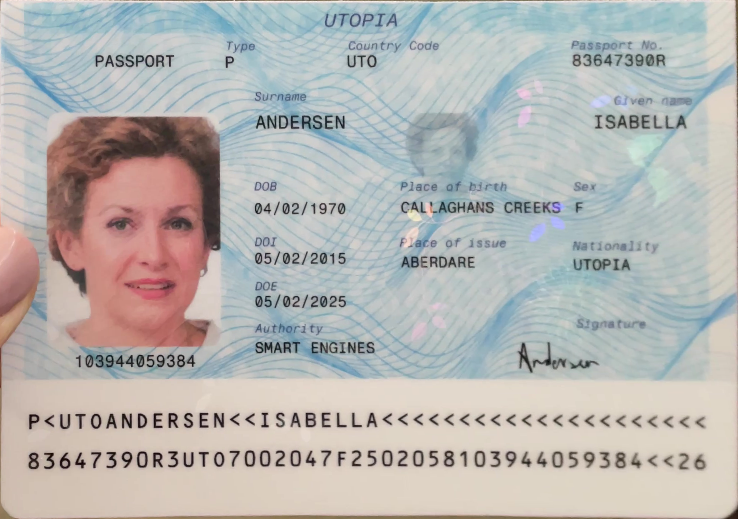 UTOPIA
PASSPORT
Type
P
Country Code
UTO
Passport No.
83647390R
Surname
ANDERSEN
Given name
ISABELLA
DOB
04/02/1970
Place of birth
CALLAGHANS CREEKS
Sex
F
DOI
05/02/2015
Place of issue
ABERDARE
Nationality
UTOPIA
DOE
05/02/2025
Authority
SMART ENGINES
Signature
Andersen
103944059384
P<UTOANDERSEN<<ISABELLA<<<<<<<<<<<<<<<<<<<<<
83647390R3UTO7002047F2502058103944059384<<26